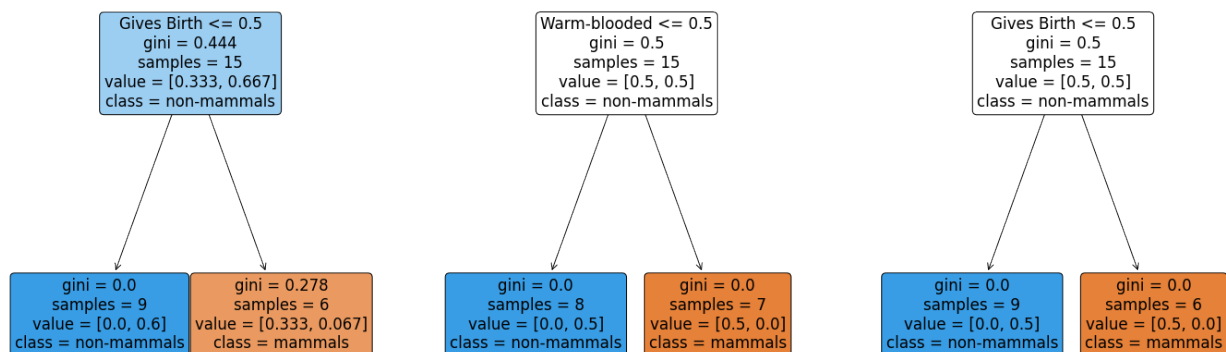 Gives Birth <= 0.5
gini = 0.444
samples = 15
value = [0.333, 0.667]
class = non-mammals
gini = 0.0
samples = 9
value = [0.0, 0.6]
class = non-mammals
gini = 0.278
samples = 6
value = [0.333, 0.067]
class = mammals
Warm-blooded <= 0.5
gini = 0.5
samples = 15
value = [0.5, 0.5]
class = non-mammals
gini = 0.0
samples = 8
value = [0.0, 0.5]
class = non-mammals
gini = 0.0
samples = 7
value = [0.5, 0.0]
class = mammals
Gives Birth <= 0.5
gini = 0.5
samples = 15
value = [0.5, 0.5]
class = non-mammals
gini = 0.0
samples = 9
value = [0.0, 0.5]
class = non-mammals
gini = 0.0
samples = 6
value = [0.5, 0.0]
class = mammals